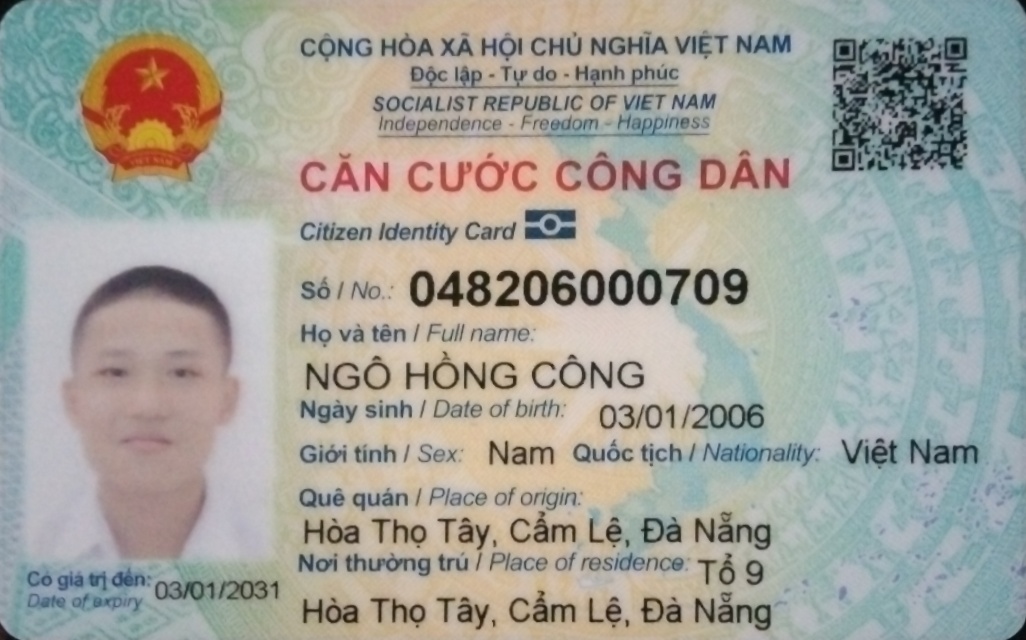 CỘNG HÒA XÃ HỘI CHỦ NGHĨA VIỆT NAM
Độc lập - Tự do - Hạnh phúc
SOCIALIST REPUBLIC OF VIET NAM
Independence - Freedom - Happiness
CĂN CƯỚC CÔNG DÂN
Citizen Identity Card
Số / No.: 048206000709
Họ và tên / Full name:
NGÔ HỒNG CÔNG
Ngày sinh / Date of birth: 03/01/2006
Giới tính / Sex: Nam Quốc tịch / Nationality: Việt Nam
Quê quán / Place of origin:
Hòa Thọ Tây, Cẩm Lệ, Đà Nẵng
Nơi thường trú / Place of residence: Tổ 9
Hòa Thọ Tây, Cẩm Lệ, Đà Nẵng
Có giá trị đến: 03/01/2031
Date of expiry